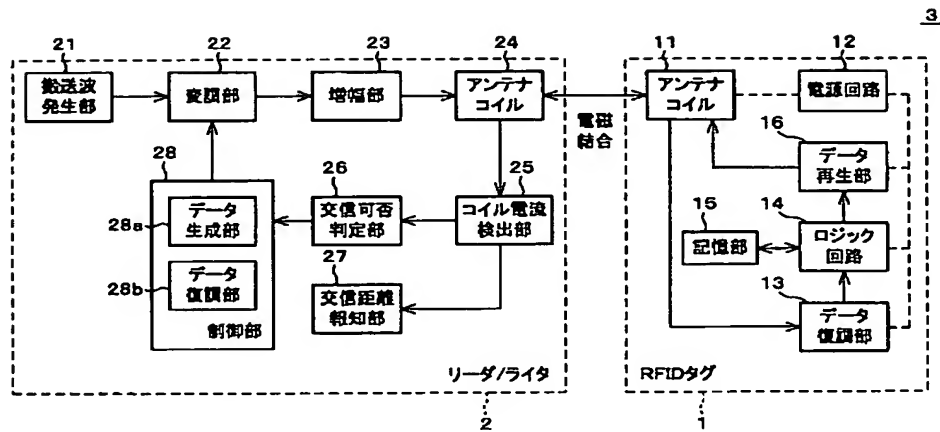 3
21
搬送波
発生部
22
変調部
23
増幅部
24
アンテナ
コイル
11
アンテナ
コイル
12
電源回路
電磁
結合
16
データ
再生部
28
28a
データ
生成部
28b
データ
復調部
制御部
26
交信可否
判定部
25
コイル電流
検出部
27
交信距離
報知部
15
記憶部
14
ロジック
回路
13
データ
復調部
リーダ/ライタ
2
RFIDタグ
1